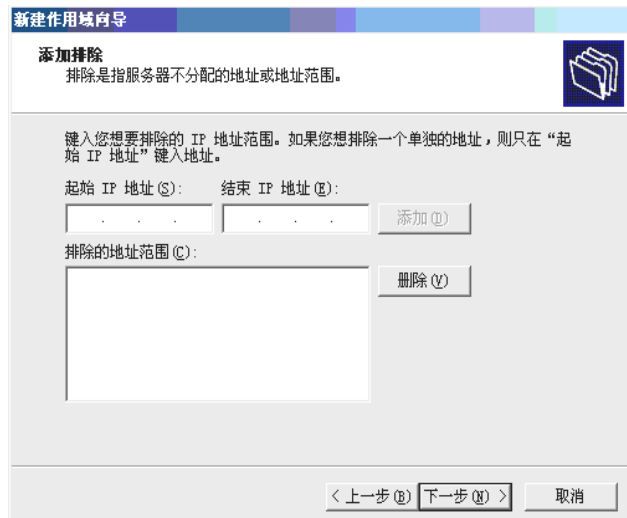 新建作用域向导
添加排除
排除是指服务器不分配的地址或地址范围。
键入您想要排除的 IP 地址范围。如果您想排除一个单独的地址，则只在“起
始 IP 地址”键入地址。
起始 IP 地址(S): 结束 IP 地址(E):
. . . . . . 添加(D)
排除的地址范围(C):
删除(V)
< 上一步(B) 下一步(N) > 取消